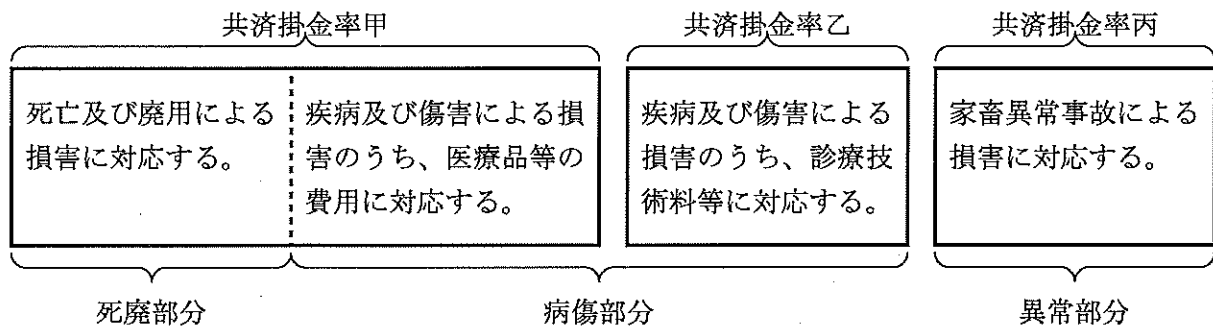 共済掛金率甲
共済掛金率乙
共済掛金率丙
死亡及び廃用による
損害に対応する。
疾病及び傷害による損
害のうち、医療品等の
費用に対応する。
疾病及び傷害による
損害のうち、診療技
術料等に対応する。
家畜異常事故による
損害に対応する。
死廃部分
病傷部分
異常部分